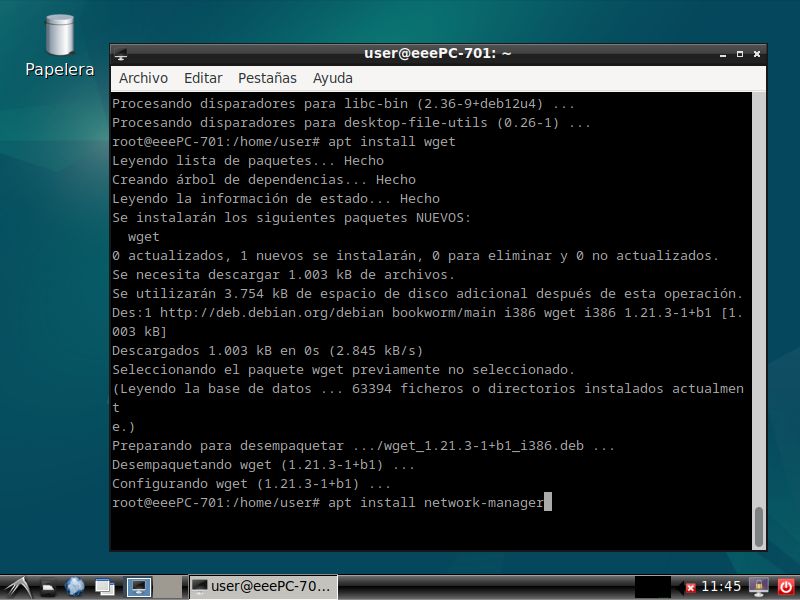 Papelera
user@eeePC-701: ~
Archivo Editar Pestañas Ayuda
Procesando disparadores para libc-bin (2.36-9+deb12u4) ...
Procesando disparadores para desktop-file-utils (0.26-1) ...
root@eeePC-701:/home/user# apt install wget
Leyendo lista de paquetes... Hecho
Creando árbol de dependencias... Hecho
Leyendo la información de estado... Hecho
Se instalarán los siguientes paquetes NUEVOS:
  wget
0 actualizados, 1 nuevos se instalarán, 0 para eliminar y 0 no actualizados.
Se necesita descargar 1.003 kB de archivos.
Se utilizarán 3.754 kB de espacio de disco adicional después de esta operación.
Des:1 http://deb.debian.org/debian bookworm/main i386 wget i386 1.21.3-1+b1 [1.
003 kB]
Descargados 1.003 kB en 0s (2.845 kB/s)
Seleccionando el paquete wget previamente no seleccionado.
(Leyendo la base de datos ... 63394 ficheros o directorios instalados actualmen
t
e.)
Preparando para desempaquetar .../wget_1.21.3-1+b1_i386.deb ...
Desempaquetando wget (1.21.3-1+b1) ...
Configurando wget (1.21.3-1+b1) ...
root@eeePC-701:/home/user# apt install network-manager
user@eeePC-70... 11:45